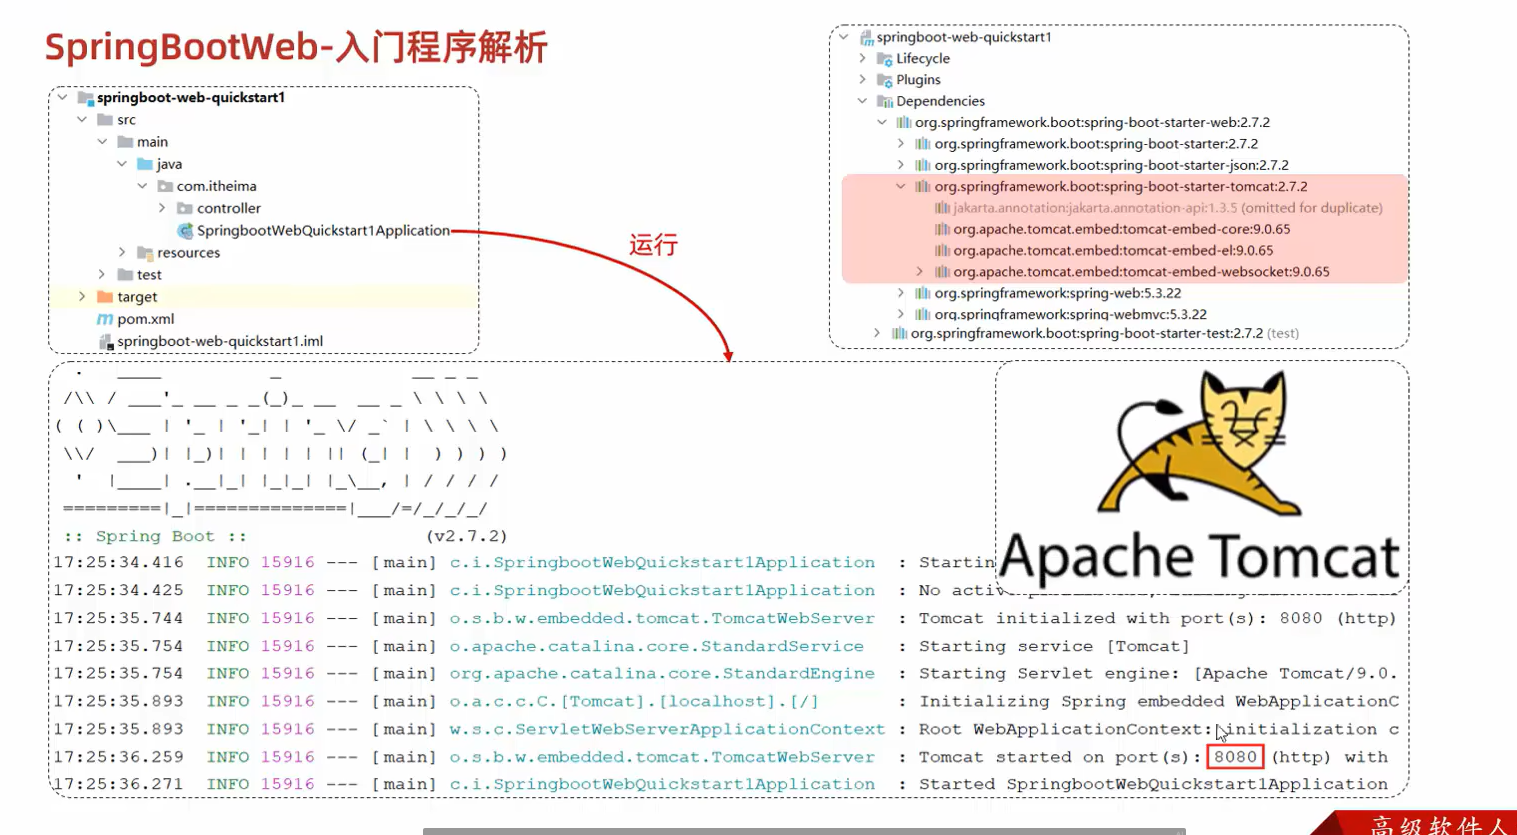 SpringBootWeb-入门程序解析
springboot-web-quickstart1
src
main
java
com.itheima
controller
SpringbootWebQuickstart1Application
resources
test
target
pom.xml
springboot-web-quickstart1.iml
运行
springboot-web-quickstart1
Lifecycle
Plugins
Dependencies
org.springframework.boot:spring-boot-starter-web:2.7.2
org.springframework.boot:spring-boot-starter:2.7.2
org.springframework.boot:spring-boot-starter-json:2.7.2
org.springframework.boot:spring-boot-starter-tomcat:2.7.2
jakarta.annotation:jakarta.annotation-api:1.3.5 (omitted for duplicate)
org.apache.tomcat.embed:tomcat-embed-core:9.0.65
org.apache.tomcat.embed:tomcat-embed-el:9.0.65
org.apache.tomcat.embed:tomcat-embed-websocket:9.0.65
org.springframework:spring-web:5.3.22
org.springframework:spring-webmvc:5.3.22
org.springframework.boot:spring-boot-starter-test:2.7.2 (test)
Apache Tomcat
:: Spring Boot :: (v2.7.2)
17:25:34.416 INFO 15916 --- [main] c.i.SpringbootWebQuickstart1Application : Startin
17:25:34.425 INFO 15916 --- [main] c.i.SpringbootWebQuickstart1Application : No activ
17:25:35.744 INFO 15916 --- [main] o.s.b.w.embedded.tomcat.TomcatWebServer : Tomcat initialized with port(s): 8080 (http)
17:25:35.754 INFO 15916 --- [main] o.apache.catalina.core.StandardService : Starting service [Tomcat]
17:25:35.754 INFO 15916 --- [main] org.apache.catalina.core.StandardEngine : Starting Servlet engine: [Apache Tomcat/9.0.
17:25:35.893 INFO 15916 --- [main] o.a.c.c.C.[Tomcat].[localhost].[/] : Initializing Spring embedded WebApplicationC
17:25:35.893 INFO 15916 --- [main] w.s.c.ServletWebServerApplicationContext : Root WebApplicationContext: initialization c
17:25:36.259 INFO 15916 --- [main] o.s.b.w.embedded.tomcat.TomcatWebServer : Tomcat started on port(s): 8080 (http) with
17:25:36.271 INFO 15916 --- [main] c.i.SpringbootWebQuickstart1Application : Started SpringbootWebQuickstart1Application
高级软件人